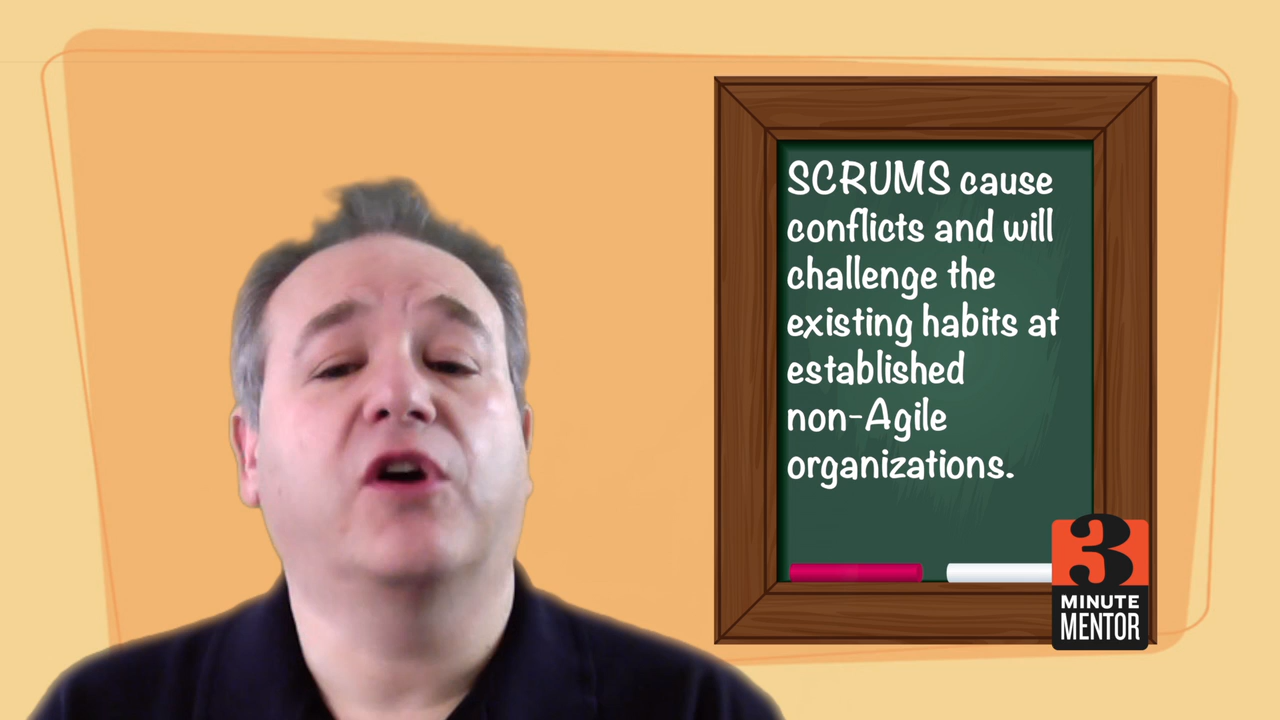 SCRUMS cause
conflicts and will
challenge the
existing habits at
established
non-Agile
organizations.
3
MINUTE
MENTOR